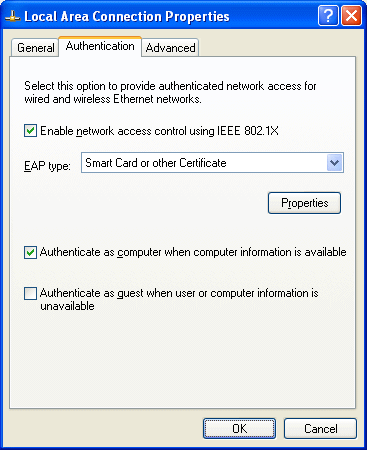 Local Area Connection Properties
?
General Authentication Advanced
Select this option to provide authenticated network access for
wired and wireless Ethernet networks.
Enable network access control using IEEE 802.1X
EAP type: Smart Card or other Certificate
Properties
Authenticate as computer when computer information is available
Authenticate as guest when user or computer information is
unavailable
OK Cancel